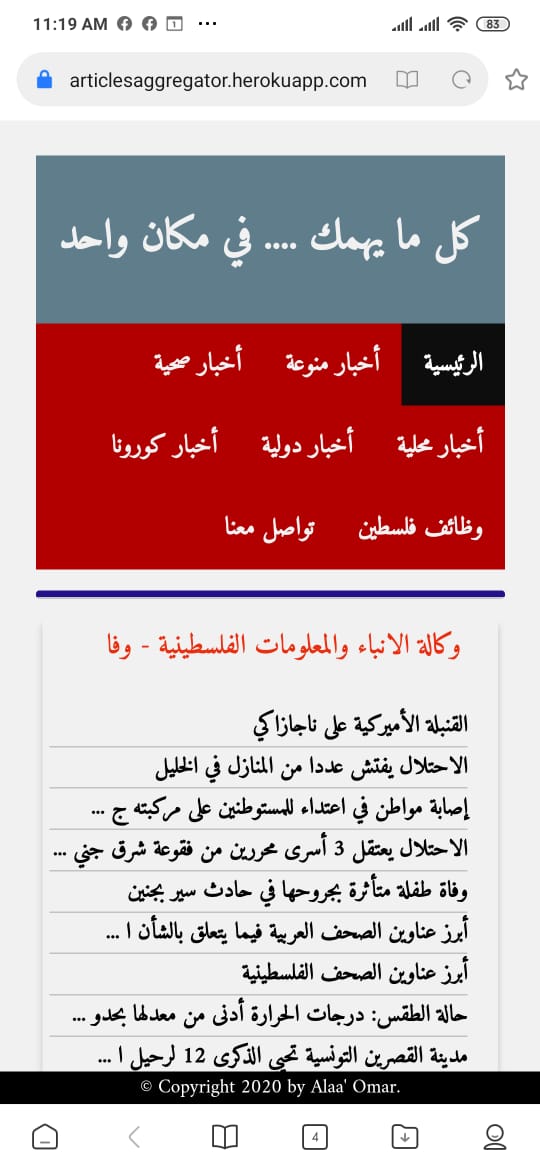 11:19 AM
83
articlesaggregator.herokuapp.com
كل ما يهمك .... في مكان واحد
الرئيسية أخبار منوعة أخبار صحية
أخبار محلية أخبار دولية أخبار كورونا
وظائف فلسطين تواصل معنا
وكالة الانباء والمعلومات الفلسطينية - وفا
القنبلة الأميركية على ناجازاكي
الاحتلال يفتش عددا من المنازل في الخليل
إصابة مواطن في اعتداء للمستوطنين على مركبته ج ...
الاحتلال يعتقل 3 أسرى محررين من فقوعة شرق جني ...
وفاة طفلة متأثرة بجروحها في حادث سير بجنين
أبرز عناوين الصحف العربية فيما يتعلق بالشأن ا ...
أبرز عناوين الصحف الفلسطينية
حالة الطقس: درجات الحرارة أدنى من معدلها بحدو ...
مدينة القصرين التونسية تحيي الذكرى 12 لرحيل ا ...
© Copyright 2020 by Alaa' Omar.
4